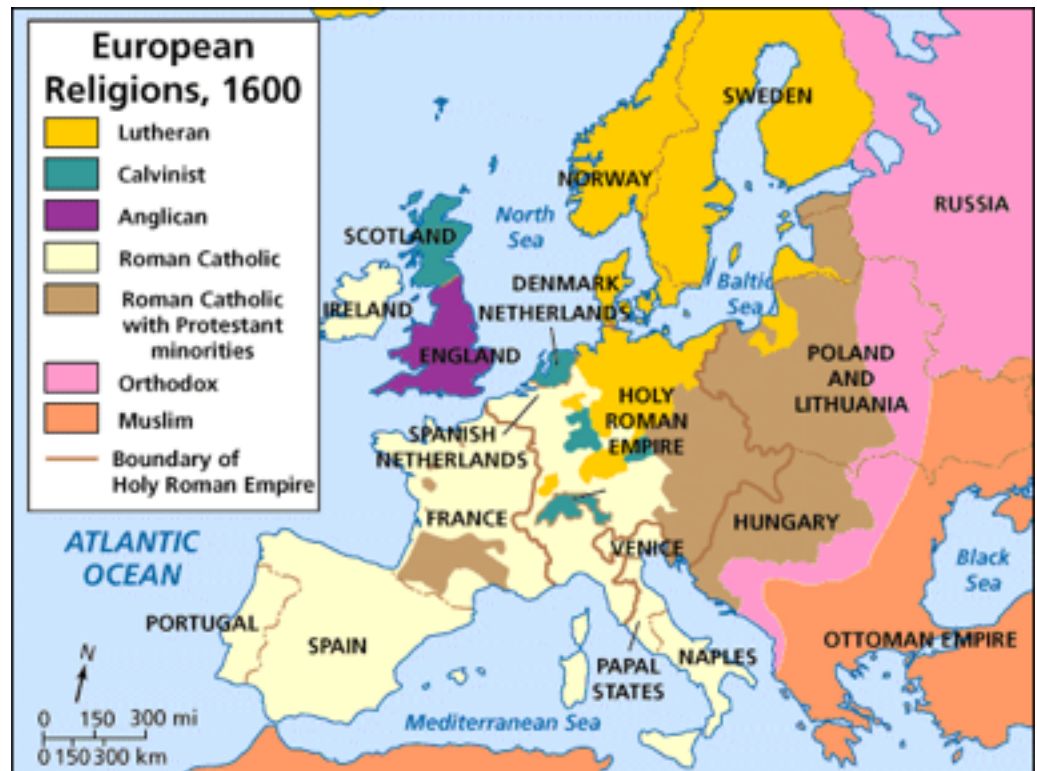 European
Religions, 1600
Lutheran
Calvinist
Anglican
Roman Catholic
Roman Catholic
with Protestant
minorities
Orthodox
Muslim
Boundary of
Holy Roman Empire
SWEDEN
NORWAY
RUSSIA
North
Sea
SCOTLAND
DENMARK
Baltic
Sea
IRELAND
NETHERLANDS
ENGLAND
POLAND
AND
LITHUANIA
HOLY
ROMAN
EMPIRE
SPANISH
NETHERLANDS
FRANCE
HUNGARY
VENICE
ATLANTIC
OCEAN
Black
Sea
PORTUGAL
SPAIN
OTTOMAN EMPIRE
PAPAL
STATES
NAPLES
N
Mediterranean Sea
0 150 300 mi
0 150 300 km